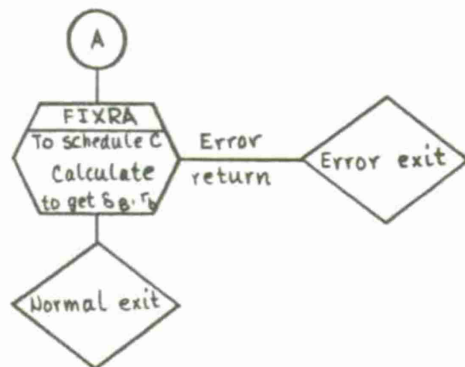 A
FIXRA
To schedule C
Calculate
to get δB, rb
Error
return
Error exit
Normal exit